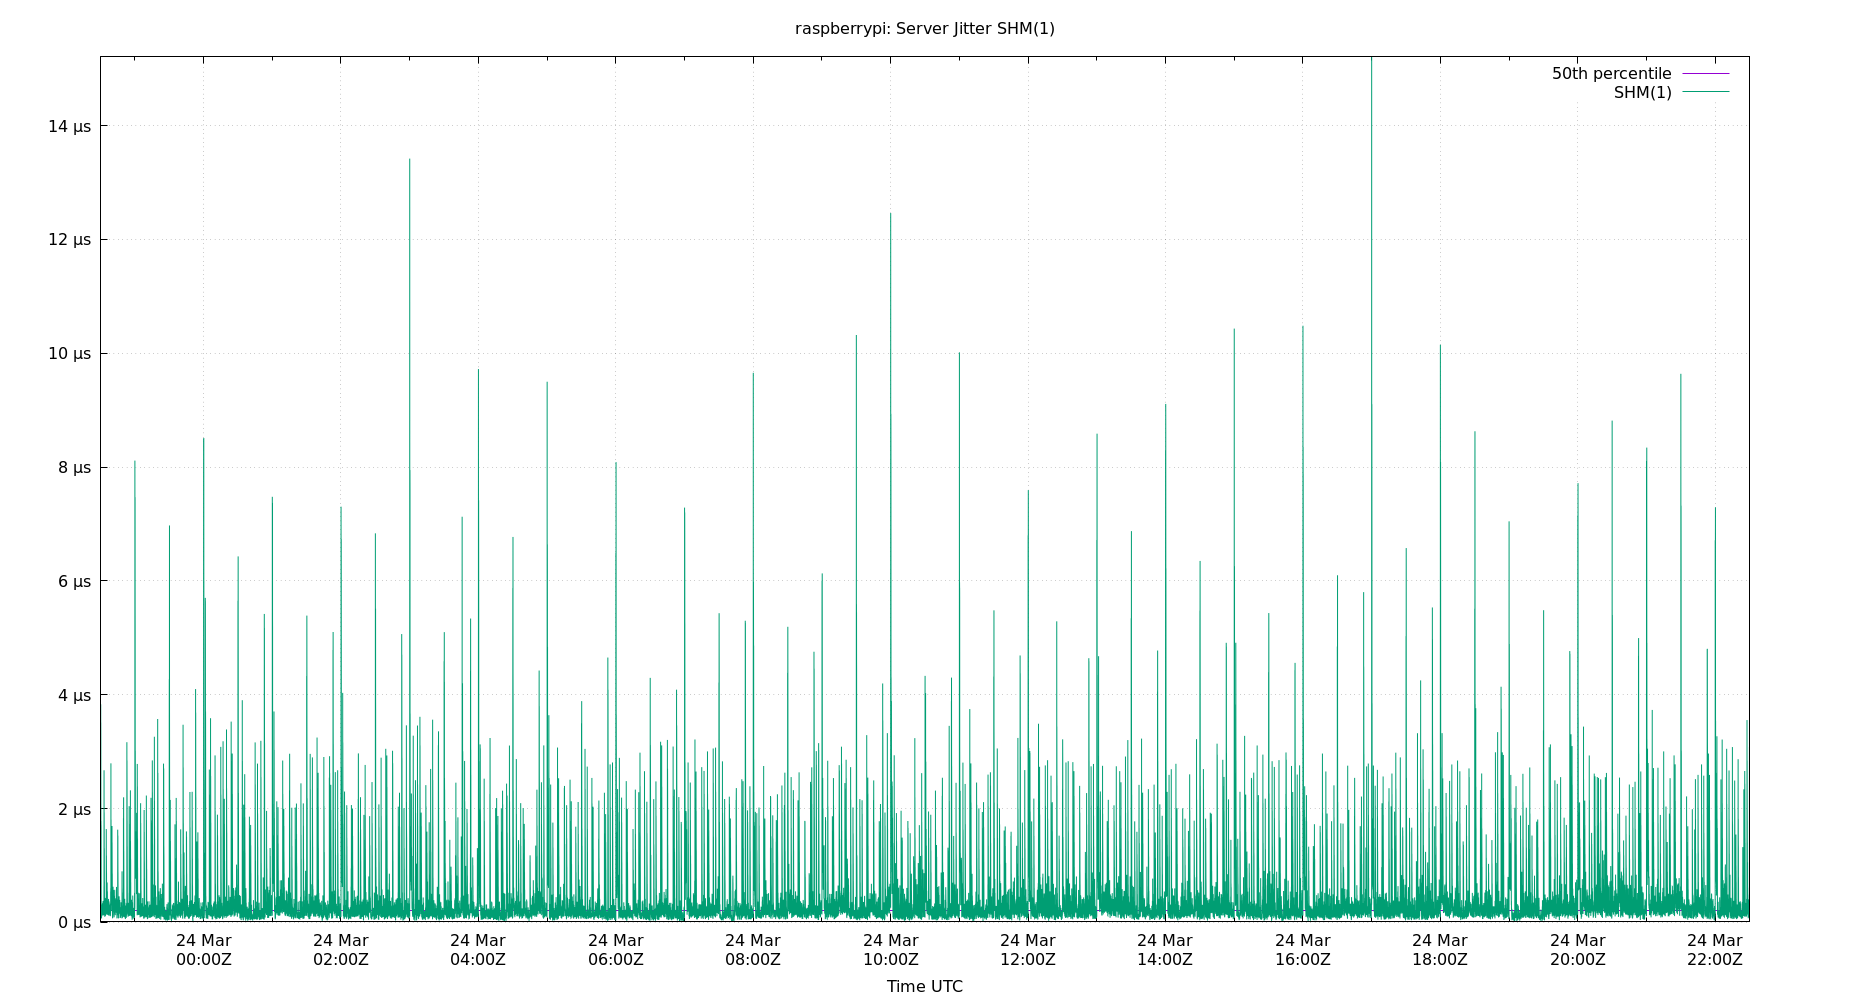 raspberrypi: Server Jitter SHM(1)
50th percentile
SHM(1)
14 µs
12 µs
10 µs
8 µs
6 µs
4 µs
2 µs
0 µs
24 Mar 24 Mar 24 Mar 24 Mar 24 Mar 24 Mar 24 Mar 24 Mar 24 Mar 24 Mar 24 Mar 24 Mar
00:00Z 02:00Z 04:00Z 06:00Z 08:00Z 10:00Z 12:00Z 14:00Z 16:00Z 18:00Z 20:00Z 22:00Z
Time UTC